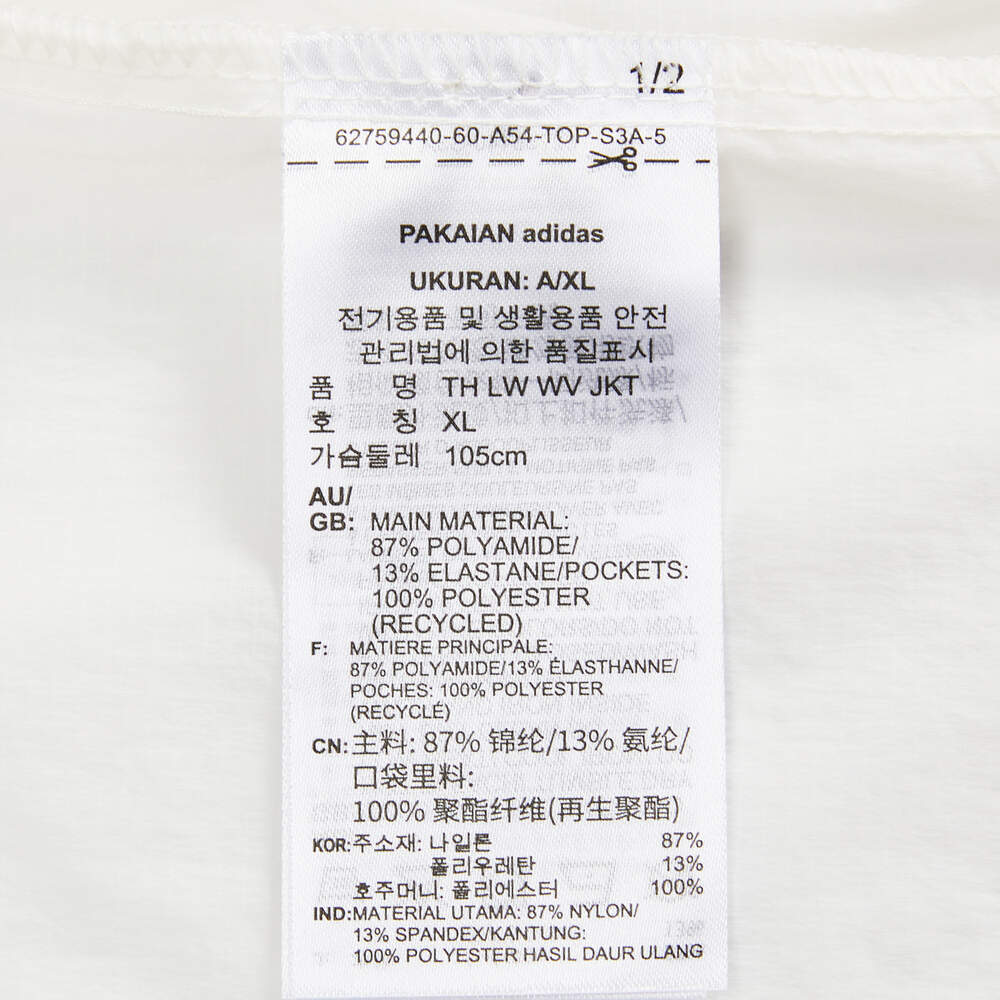 1/2
62759440-60-A54-TOP-S3A-5
PAKAIAN adidas
UKURAN: A/XL
전기용품 및 생활용품 안전
관리법에 의한 품질표시
품 명 TH LW WV JKT
호 칭 XL
가슴둘레 105cm
AU/
GB: MAIN MATERIAL:
87% POLYAMIDE/
13% ELASTANE/POCKETS:
100% POLYESTER
(RECYCLED)
F: MATIERE PRINCIPALE:
87% POLYAMIDE/13% ÉLASTHANNE/
POCHES: 100% POLYESTER
(RECYCLÉ)
CN: 主料: 87% 锦纶/13% 氨纶/
口袋里料:
100% 聚酯纤维(再生聚酯)
KOR: 주소재: 나일론 87%
폴리우레탄 13%
호주머니: 폴리에스터 100%
IND: MATERIAL UTAMA: 87% NYLON/
13% SPANDEX/KANTUNG:
100% POLYESTER HASIL DAUR ULANG